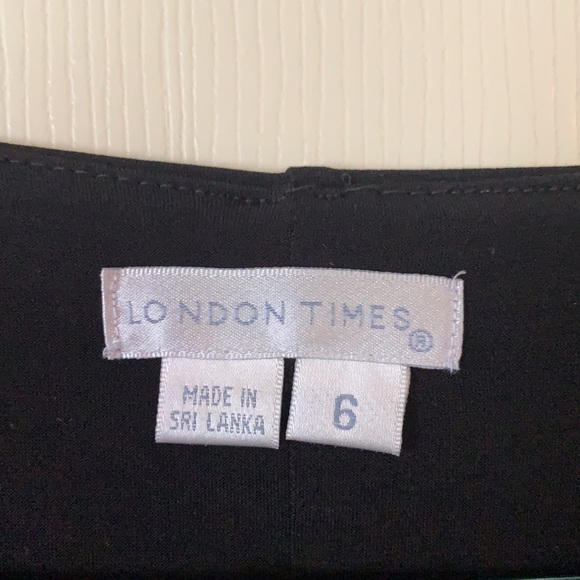 LONDON TIMES ®
MADE IN
SRI LANKA
6